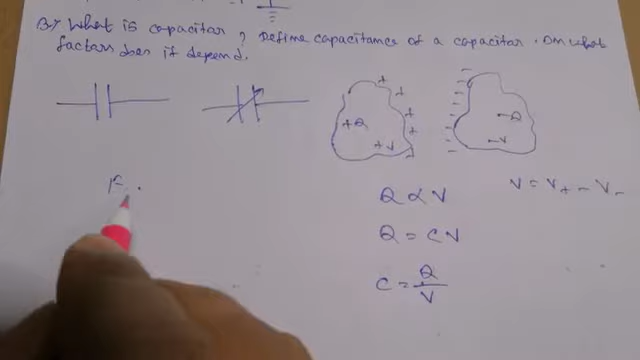 Q) What is capacitor, Define capacitance of a capacitor. On what
factors does it depend.
+Q
+V
-Q
-V
Q ∝ V
V = V+ - V-
Q = CV
C = Q/V